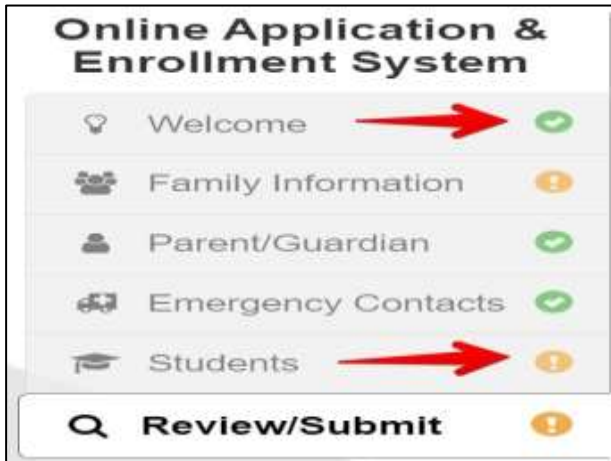 Online Application &
Enrollment System
Welcome
Family Information
Parent/Guardian
Emergency Contacts
Students
Review/Submit